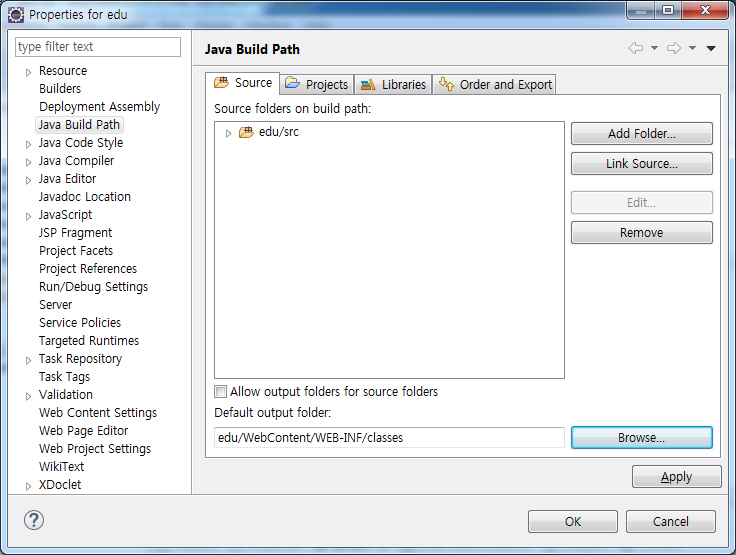 Properties for edu
type filter text
Resource
Builders
Deployment Assembly
Java Build Path
Java Code Style
Java Compiler
Java Editor
Javadoc Location
JavaScript
JSP Fragment
Project Facets
Project References
Run/Debug Settings
Server
Service Policies
Targeted Runtimes
Task Repository
Task Tags
Validation
Web Content Settings
Web Page Editor
Web Project Settings
WikiText
XDoclet
Java Build Path
Source Projects Libraries Order and Export
Source folders on build path:
edu/src
Add Folder...
Link Source...
Edit...
Remove
Allow output folders for source folders
Default output folder:
edu/WebContent/WEB-INF/classes
Browse...
Apply
OK
Cancel